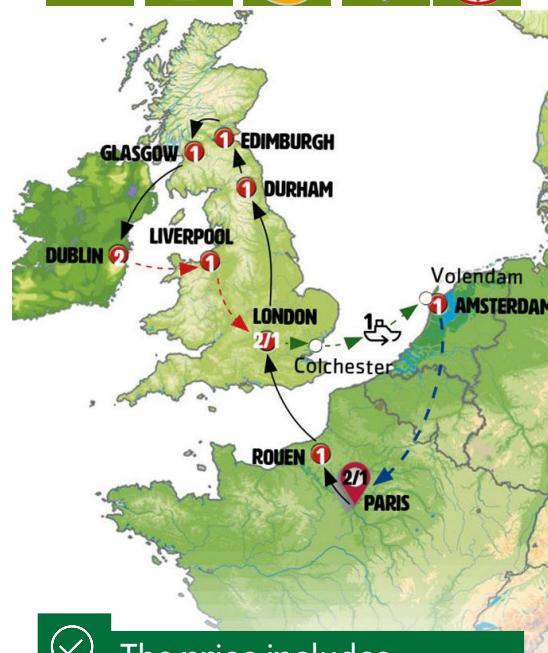 1 EDIMBURGH
GLASGOW 1
1 DURHAM
LIVERPOOL
DUBLIN 2
1
Volendam
1 AMSTERDAM
LONDON
2/1
1
Colchester
ROUEN 1
2/1
PARIS
The price includes